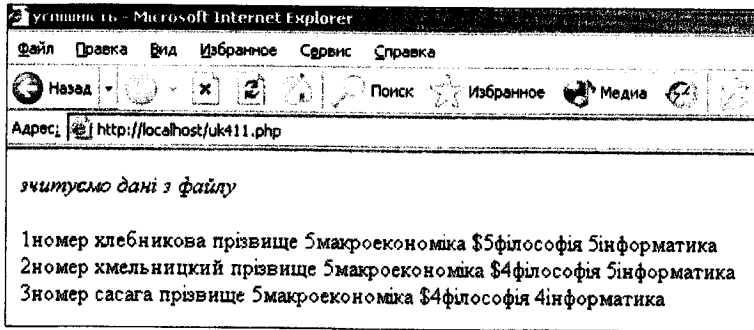 успішність - Microsoft Internet Explorer
Файл Правка Вид Избранное Сервис Справка
Назад Поиск Избранное Медиа
Адрес: http://localhost/uk411.php
зчитуємо дані з файлу
1номер хлебникова прізвище 5макроекономіка $5філософія 5інформатика
2номер хмельницкий прізвище 5макроекономіка $4філософія 5інформатика
3номер сасага прізвище 5макроекономіка $4філософія 4інформатика